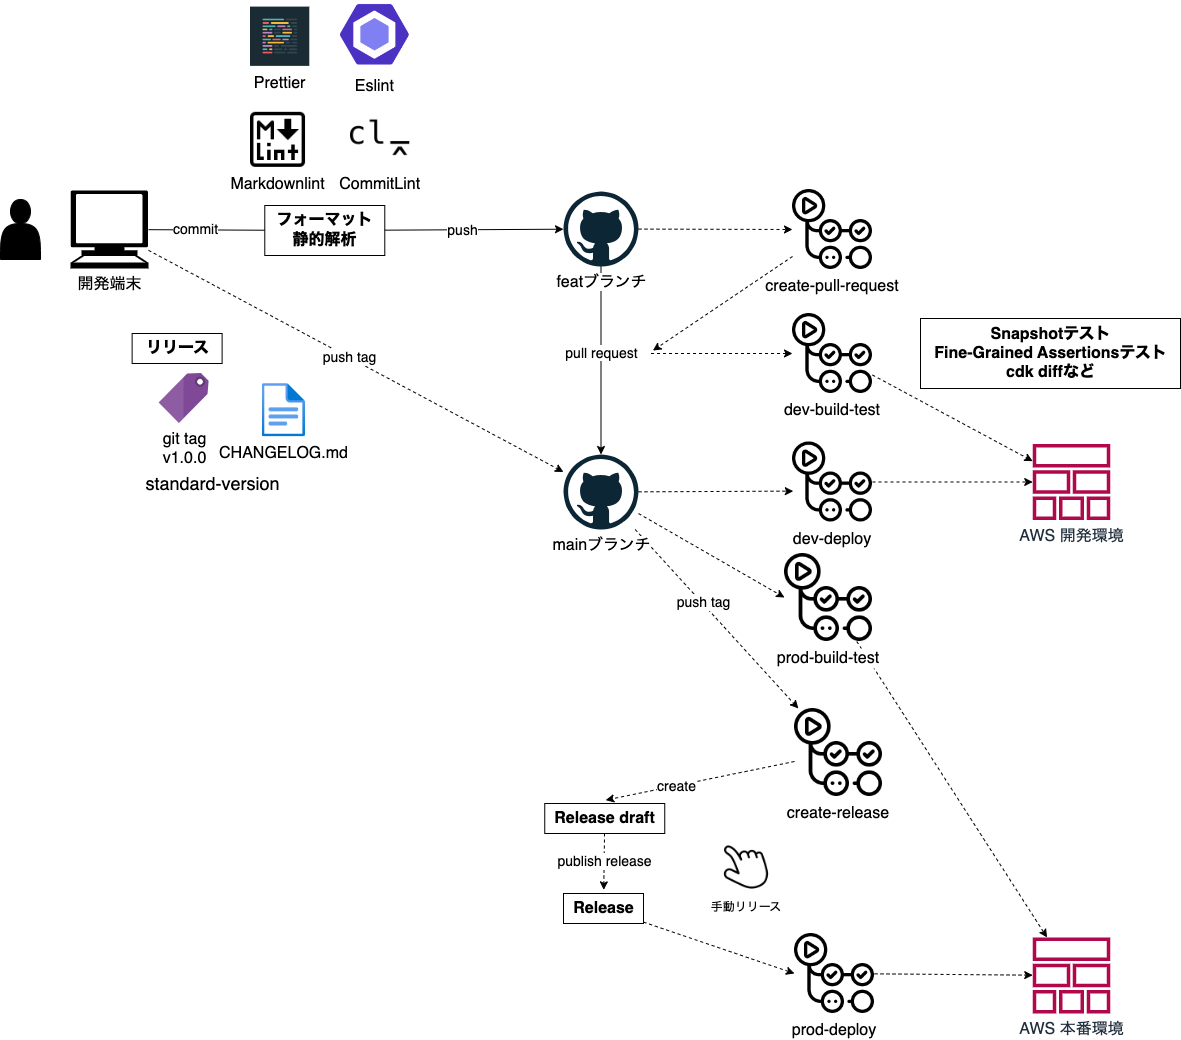 Prettier
Eslint
M
Lint
cl
Markdownlint
CommitLint
commit
フォーマット
静的解析
push
開発端末
featブランチ
create-pull-request
リリース
push tag
pull request
Snapshotテスト
Fine-Grained Assertionsテスト
cdk diffなど
dev-build-test
git tag
v1.0.0
CHANGELOG.md
standard-version
mainブランチ
dev-deploy
AWS 開発環境
push tag
prod-build-test
create
create-release
Release draft
publish release
Release
手動リリース
prod-deploy
AWS 本番環境